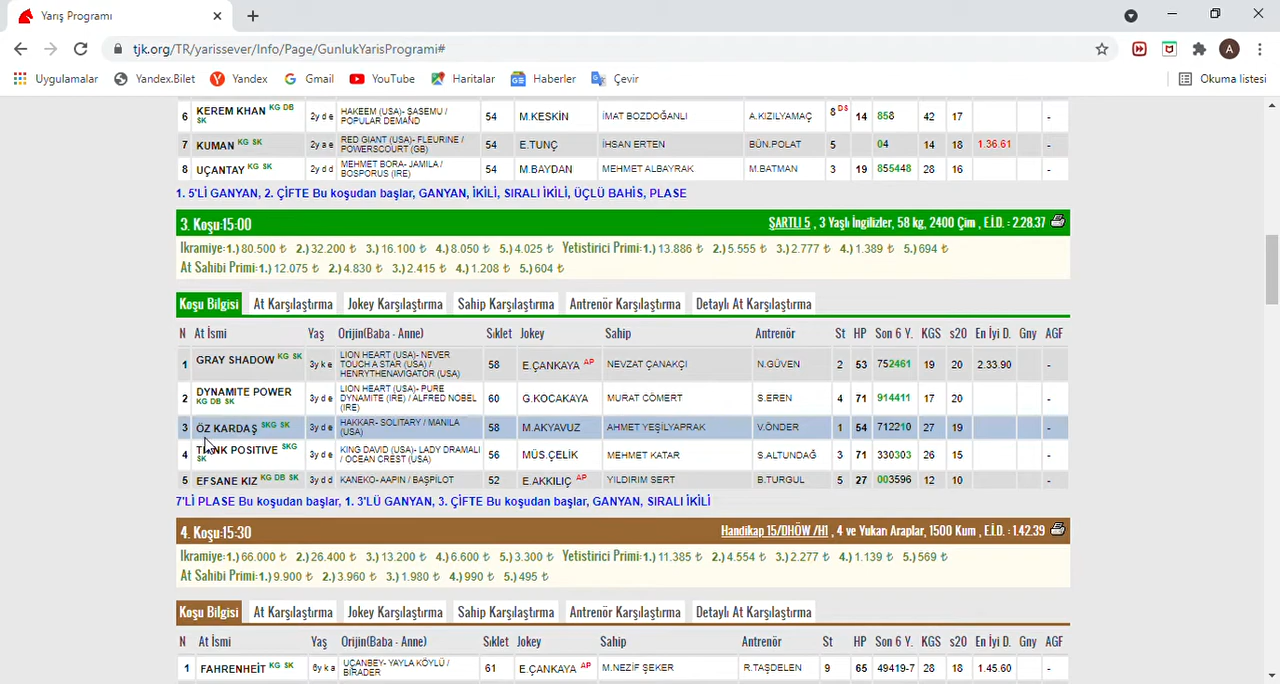 Yarış Programı
tjk.org/TR/yarissever/Info/Page/GunlukYarisProgrami#
A
Uygulamalar Yandex.Bilet Yandex Gmail YouTube Haritalar Haberler Çevir Okuma listesi
6 KEREM KHAN KG DB SK 2y d e HAKEEM (USA)- SASEMU / POPULAR DEMAND 54 M.KESKİN İMAT BOZDOĞANLI A.KIZILYAMAÇ 8 DS 14 858 42 17 -
7 KUMAN KG SK 2y a e RED GIANT (USA)- FLEURINE / POWERSCOURT (GB) 54 E.TUNÇ İHSAN ERTEN BÜN.POLAT 5 04 14 18 1.36.61 -
8 UÇANTAY KG SK 2y d d MEHMET BORA- JAMILA / BOSPORUS (IRE) 54 M.BAYDAN MEHMET ALBAYRAK M.BATMAN 3 19 855448 28 16 -
1. 5'Lİ GANYAN, 2. ÇİFTE Bu koşudan başlar, GANYAN, İKİLİ, SIRALI İKİLİ, ÜÇLÜ BAHİS, PLASE
3. Koşu:15:00 ŞARTLI 5 , 3 Yaşlı İngilizler, 58 kg, 2400 Çim , E.İ.D. : 2.28.37
İkramiye:1.) 80.500 ₺ 2.) 32.200 ₺ 3.) 16.100 ₺ 4.) 8.050 ₺ 5.) 4.025 ₺ Yetistirici Primi:1.) 13.886 ₺ 2.) 5.555 ₺ 3.) 2.777 ₺ 4.) 1.389 ₺ 5.) 694 ₺
At Sahibi Primi:1.) 12.075 ₺ 2.) 4.830 ₺ 3.) 2.415 ₺ 4.) 1.208 ₺ 5.) 604 ₺
Koşu Bilgisi At Karşılaştırma Jokey Karşılaştırma Sahip Karşılaştırma Antrenör Karşılaştırma Detaylı At Karşılaştırma
N At İsmi Yaş Orijin(Baba - Anne) Sıklet Jokey Sahip Antrenör St HP Son 6 Y. KGS s20 En İyi D. Gny AGF
1 GRAY SHADOW KG SK 3y k e LION HEART (USA)- NEVER TOUCH A STAR (USA) / HENRYTHENAVIGATOR (USA) 58 E.ÇANKAYA AP NEVZAT ÇANAKÇI N.GÜVEN 2 53 752461 19 20 2.33.90 -
2 DYNAMITE POWER KG DB SK 3y d e LION HEART (USA)- PURE DYNAMITE (IRE) / ALFRED NOBEL (IRE) 60 G.KOCAKAYA MURAT CÖMERT S.EREN 4 71 914411 17 20 -
3 ÖZ KARDAŞ SKG SK 3y d e HAKKAR- SOLITARY / MANILA (USA) 58 M.AKYAVUZ AHMET YEŞİLYAPRAK V.ÖNDER 1 54 712210 27 19 -
4 THINK POSITIVE SKG SK 3y d e KING DAVID (USA)- LADY DRAMALI / OCEAN CREST (USA) 56 MÜS.ÇELİK MEHMET KATAR S.ALTUNDAĞ 3 71 330303 26 15 -
5 EFSANE KIZ KG DB SK 3y d d KANEKO-AAPIN / BAŞPİLOT 52 E.AKKILIÇ AP YILDIRIM SERT B.TURGUL 5 27 003596 12 10 -
7'Lİ PLASE Bu koşudan başlar, 1. 3'LÜ GANYAN, 3. ÇİFTE Bu koşudan başlar, GANYAN, SIRALI İKİLİ
4. Koşu:15:30 Handikap 15/DHÖW /H1 , 4 ve Yukarı Araplar, 1500 Kum , E.İ.D. : 1.42.39
İkramiye:1.) 66.000 ₺ 2.) 26.400 ₺ 3.) 13.200 ₺ 4.) 6.600 ₺ 5.) 3.300 ₺ Yetistirici Primi:1.) 11.385 ₺ 2.) 4.554 ₺ 3.) 2.277 ₺ 4.) 1.139 ₺ 5.) 569 ₺
At Sahibi Primi:1.) 9.900 ₺ 2.) 3.960 ₺ 3.) 1.980 ₺ 4.) 990 ₺ 5.) 495 ₺
Koşu Bilgisi At Karşılaştırma Jokey Karşılaştırma Sahip Karşılaştırma Antrenör Karşılaştırma Detaylı At Karşılaştırma
N At İsmi Yaş Orijin(Baba - Anne) Sıklet Jokey Sahip Antrenör St HP Son 6 Y. KGS s20 En İyi D. Gny AGF
1 FAHRENHEİT KG SK 8y k a UÇANBEY- YAYLA KÖYLÜ / BİRADER 61 E.ÇANKAYA AP M.NEZİF ŞEKER R.TAŞDELEN 9 65 49419-7 28 18 1.45.60 -